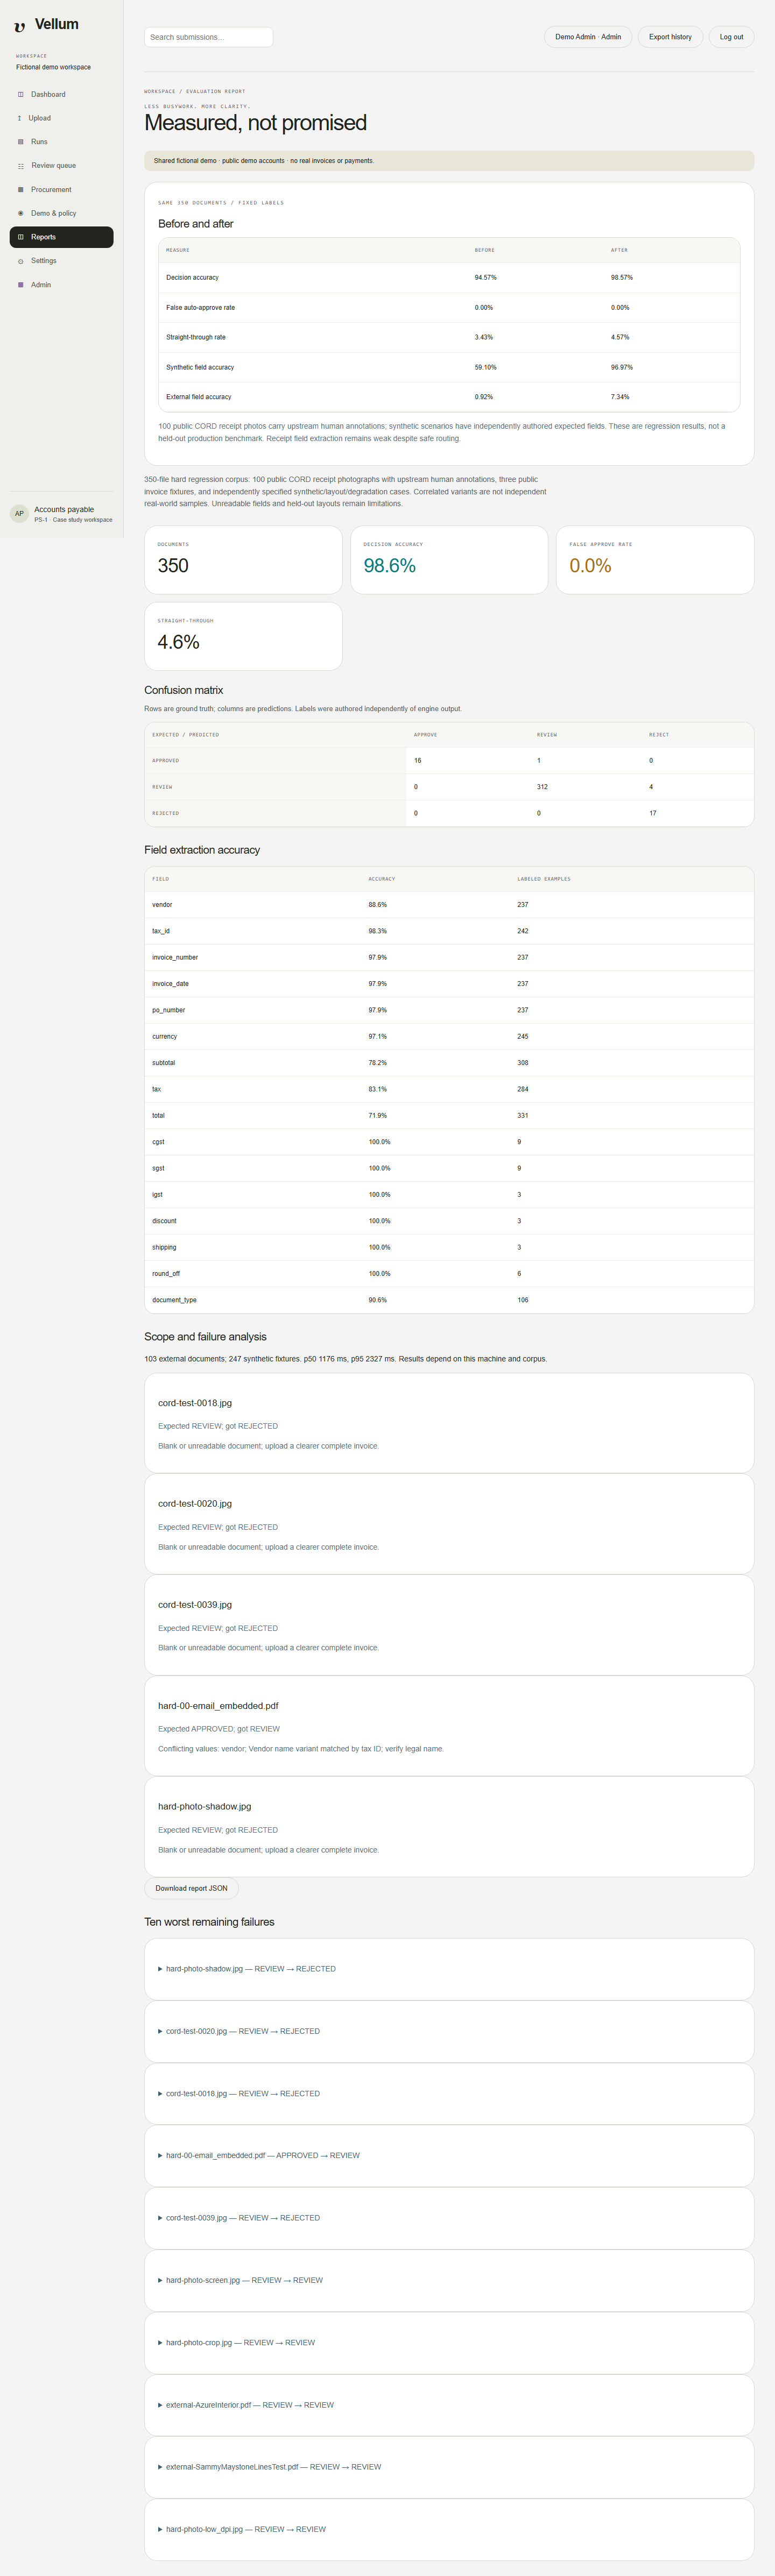 Vellum
WORKSPACE
Fictional demo workspace
Dashboard
Upload
Runs
Review queue
Procurement
Demo & policy
Reports
Settings
Admin
AP
Accounts payable
PS-1 · Case study workspace
Search submissions...
Demo Admin · Admin
Export history
Log out
WORKSPACE / EVALUATION REPORT
LESS BUSYWORK. MORE CLARITY.
Measured, not promised
Shared fictional demo · public demo accounts · no real invoices or payments.
SAME 350 DOCUMENTS / FIXED LABELS
Before and after
MEASURE BEFORE AFTER
Decision accuracy 94.57% 98.57%
False auto-approve rate 0.00% 0.00%
Straight-through rate 3.43% 4.57%
Synthetic field accuracy 59.10% 96.97%
External field accuracy 0.92% 7.34%
100 public CORD receipt photos carry upstream human annotations; synthetic scenarios have independently authored expected fields. These are regression results, not a
held-out production benchmark. Receipt field extraction remains weak despite safe routing.
350-file hard regression corpus: 100 public CORD receipt photographs with upstream human annotations, three public
invoice fixtures, and independently specified synthetic/layout/degradation cases. Correlated variants are not independent
real-world samples. Unreadable fields and held-out layouts remain limitations.
DOCUMENTS
350
DECISION ACCURACY
98.6%
FALSE APPROVE RATE
0.0%
STRAIGHT-THROUGH
4.6%
Confusion matrix
Rows are ground truth; columns are predictions. Labels were authored independently of engine output.
EXPECTED / PREDICTED APPROVE REVIEW REJECT
APPROVED 16 1 0
REVIEW 0 312 4
REJECTED 0 0 17
Field extraction accuracy
FIELD ACCURACY LABELED EXAMPLES
vendor 88.6% 237
tax_id 98.3% 242
invoice_number 97.9% 237
invoice_date 97.9% 237
po_number 97.9% 237
currency 97.1% 245
subtotal 78.2% 308
tax 83.1% 284
total 71.9% 331
cgst 100.0% 9
sgst 100.0% 9
igst 100.0% 3
discount 100.0% 3
shipping 100.0% 3
round_off 100.0% 6
document_type 90.6% 106
Scope and failure analysis
103 external documents; 247 synthetic fixtures. p50 1176 ms, p95 2327 ms. Results depend on this machine and corpus.
cord-test-0018.jpg
Expected REVIEW; got REJECTED
Blank or unreadable document; upload a clearer complete invoice.
cord-test-0020.jpg
Expected REVIEW; got REJECTED
Blank or unreadable document; upload a clearer complete invoice.
cord-test-0039.jpg
Expected REVIEW; got REJECTED
Blank or unreadable document; upload a clearer complete invoice.
hard-00-email_embedded.pdf
Expected APPROVED; got REVIEW
Conflicting values: vendor; Vendor name variant matched by tax ID; verify legal name.
hard-photo-shadow.jpg
Expected REVIEW; got REJECTED
Blank or unreadable document; upload a clearer complete invoice.
Download report JSON
Ten worst remaining failures
▶ hard-photo-shadow.jpg — REVIEW → REJECTED
▶ cord-test-0020.jpg — REVIEW → REJECTED
▶ cord-test-0018.jpg — REVIEW → REJECTED
▶ hard-00-email_embedded.pdf — APPROVED → REVIEW
▶ cord-test-0039.jpg — REVIEW → REJECTED
▶ hard-photo-screen.jpg — REVIEW → REVIEW
▶ hard-photo-crop.jpg — REVIEW → REVIEW
▶ external-AzureInterior.pdf — REVIEW → REVIEW
▶ external-SammyMaystoneLinesTest.pdf — REVIEW → REVIEW
▶ hard-photo-low_dpi.jpg — REVIEW → REVIEW